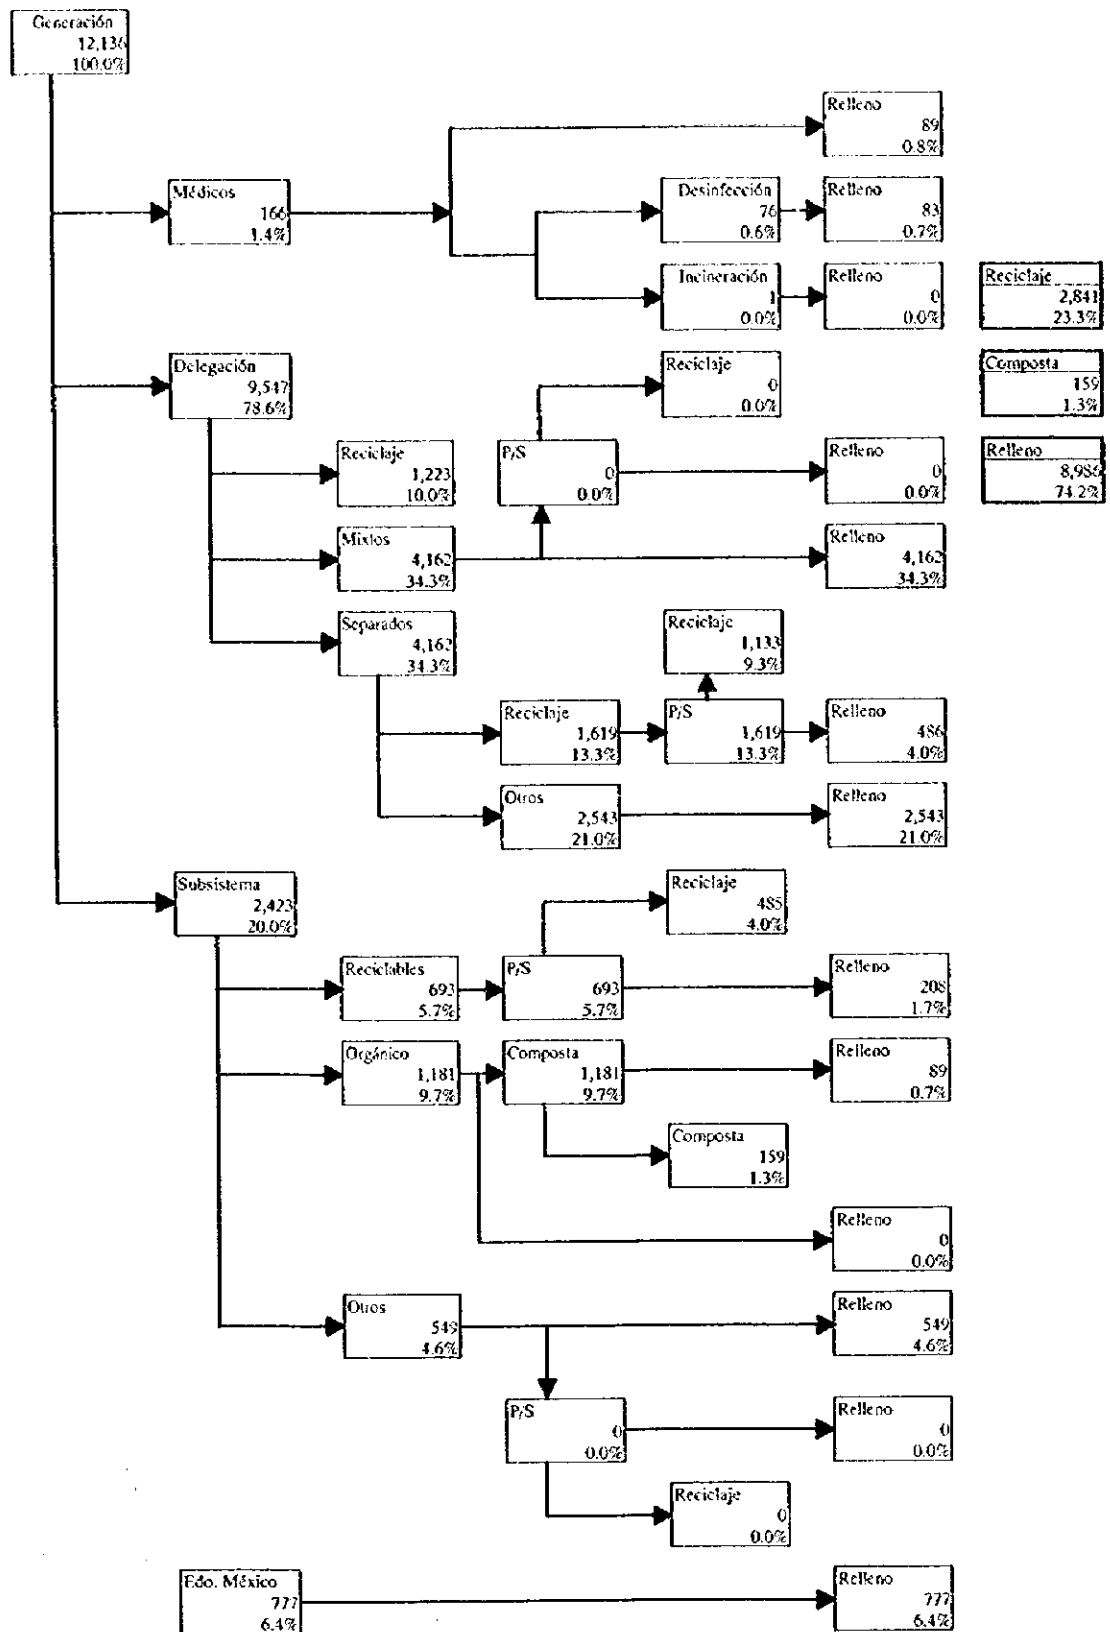 Generación
12,136
100.0%
Relleno
89
0.8%
Médicos
166
1.4%
Desinfección
76
0.6%
Relleno
83
0.7%
Incineración
1
0.0%
Relleno
0
0.0%
Reciclaje
2,841
23.3%
Delegación
9,547
78.6%
Reciclaje
0
0.0%
Composta
159
1.3%
Reciclaje
1,223
10.0%
P/S
0
0.0%
Relleno
0
0.0%
Relleno
8,986
74.2%
Mixtos
4,162
34.3%
Relleno
4,162
34.3%
Separados
4,162
34.3%
Reciclaje
1,133
9.3%
Reciclaje
1,619
13.3%
P/S
1,619
13.3%
Relleno
486
4.0%
Otros
2,543
21.0%
Relleno
2,543
21.0%
Subsistema
2,423
20.0%
Reciclaje
485
4.0%
Reciclables
693
5.7%
P/S
693
5.7%
Relleno
208
1.7%
Orgánico
1,181
9.7%
Composta
1,181
9.7%
Relleno
89
0.7%
Composta
159
1.3%
Relleno
0
0.0%
Otros
549
4.6%
Relleno
549
4.6%
P/S
0
0.0%
Relleno
0
0.0%
Reciclaje
0
0.0%
Edo. México
777
6.4%
Relleno
777
6.4%